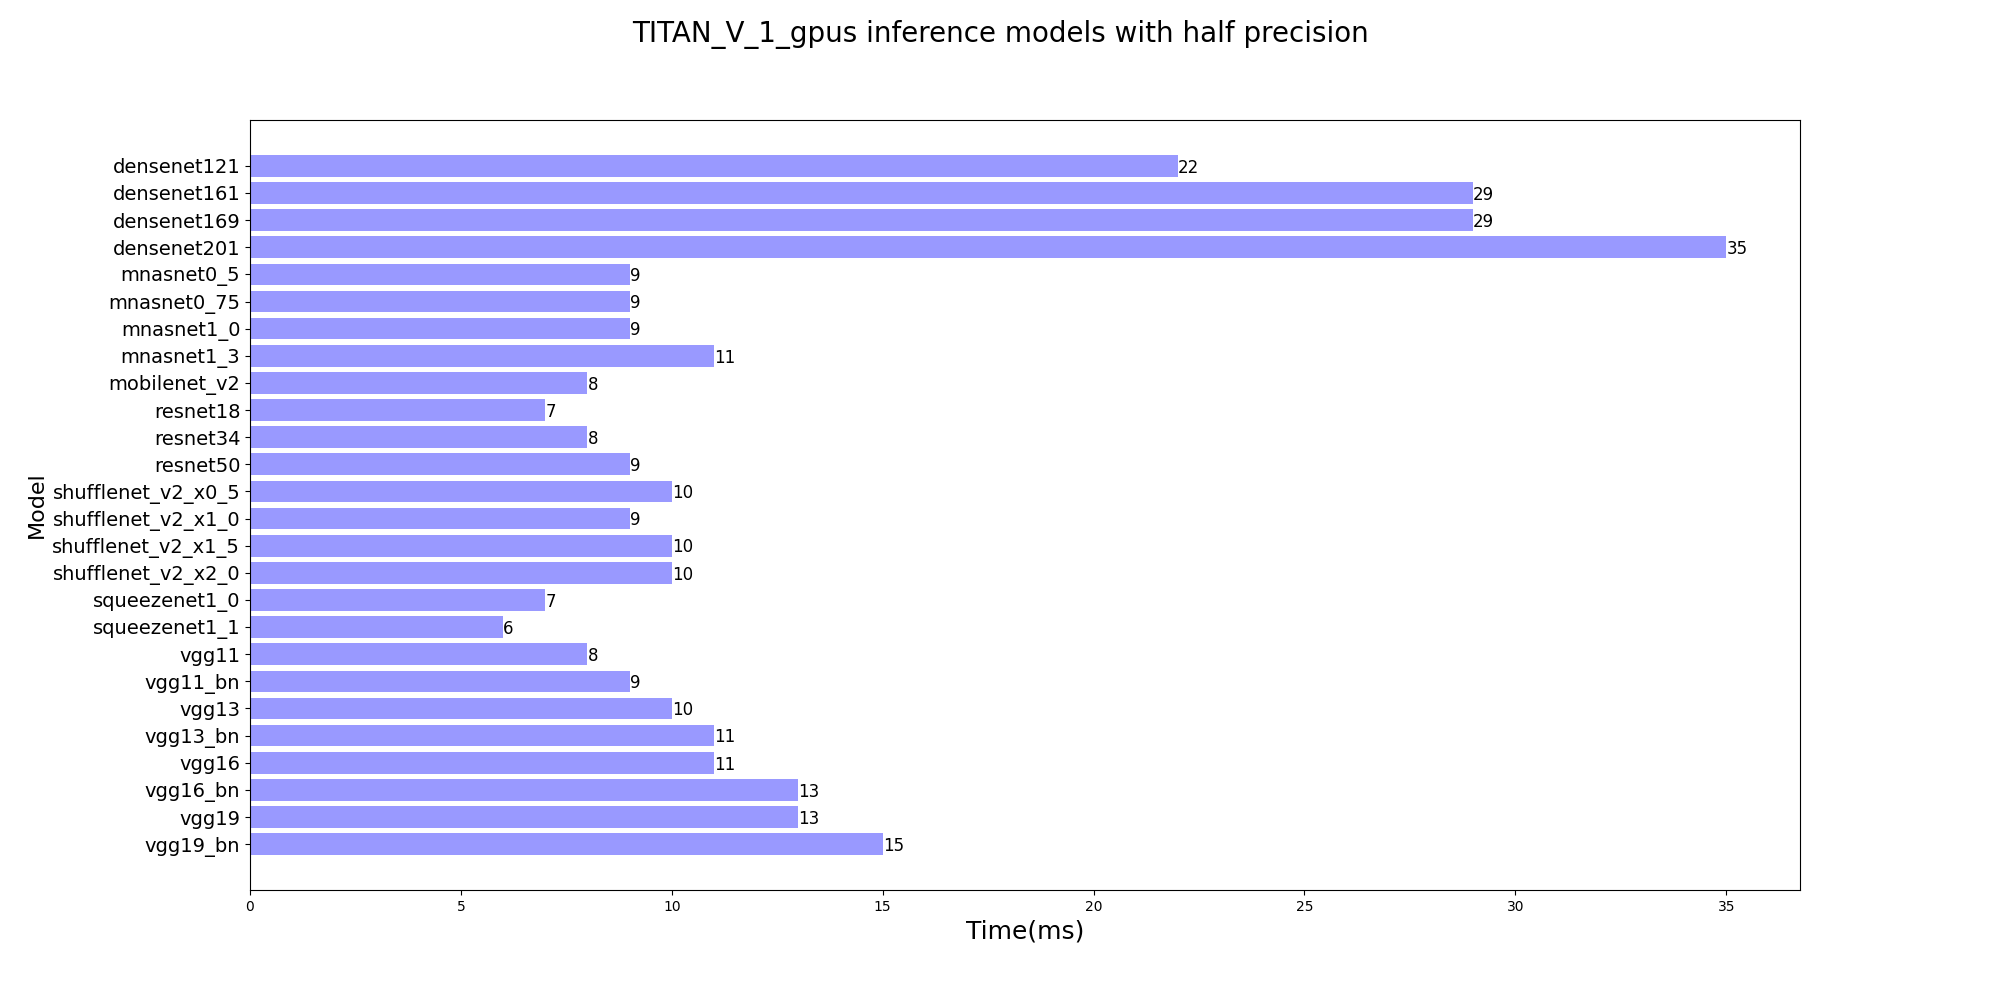 TITAN_V_1_gpus inference models with half precision
densenet121 22
densenet161 29
densenet169 29
densenet201 35
mnasnet0_5 9
mnasnet0_75 9
mnasnet1_0 9
mnasnet1_3 11
mobilenet_v2 8
resnet18 7
resnet34 8
resnet50 9
shufflenet_v2_x0_5 10
shufflenet_v2_x1_0 9
shufflenet_v2_x1_5 10
shufflenet_v2_x2_0 10
squeezenet1_0 7
squeezenet1_1 6
vgg11 8
vgg11_bn 9
vgg13 10
vgg13_bn 11
vgg16 11
vgg16_bn 13
vgg19 13
vgg19_bn 15
Model
0 5 10 15 20 25 30 35
Time(ms)